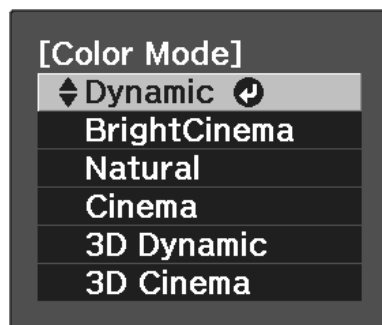 [Color Mode]
Dynamic
BrightCinema
Natural
Cinema
3D Dynamic
3D Cinema